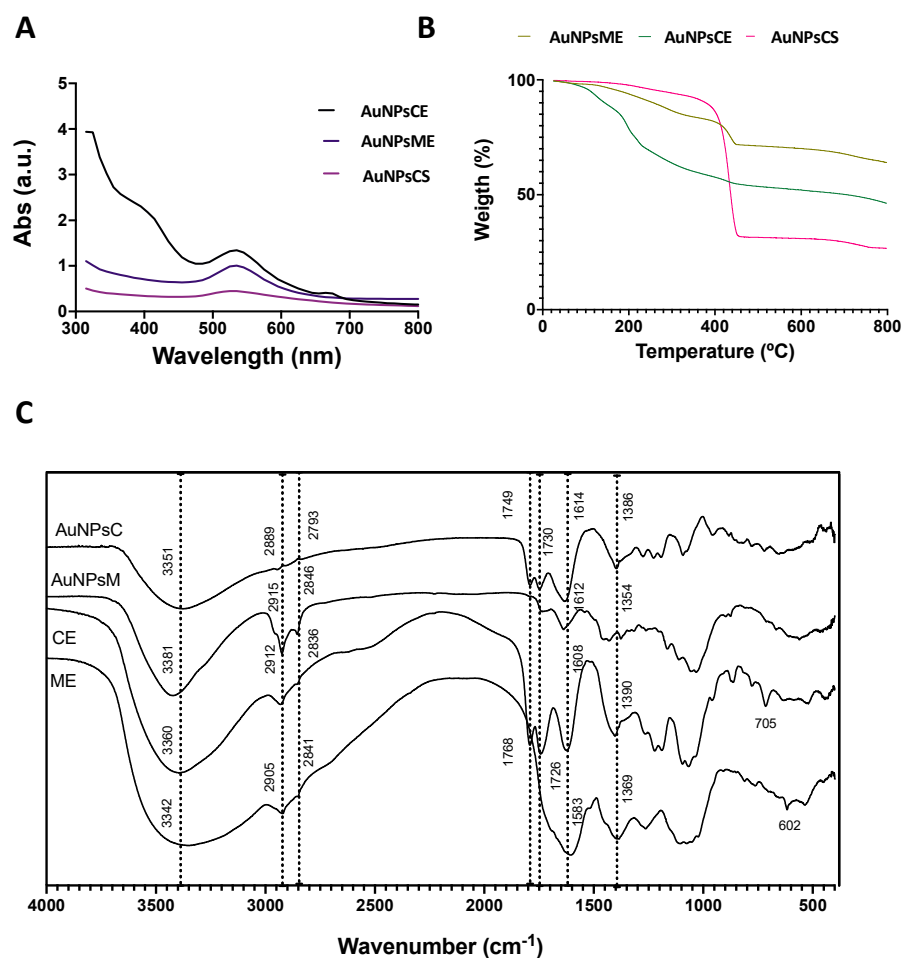 A
5
4
3
2
1
0
300 400 500 600 700 800
Abs (a.u.)
Wavelength (nm)
AuNPsCE
AuNPsME
AuNPsCS
B
AuNPsME AuNPsCE AuNPsCS
100
50
0
0 200 400 600 800
Weigth (%)
Temperature (ºC)
C
AuNPsC
AuNPsM
CE
ME
3351 2889 2793 1749 1730 1614 1386
3381 2915 2846 1612 1354
3360 2912 2836 1768 1726 1608 1390 705
3342 2905 2841 1583 1369 602
4000 3500 3000 2500 2000 1500 1000 500
Wavenumber (cm⁻¹)